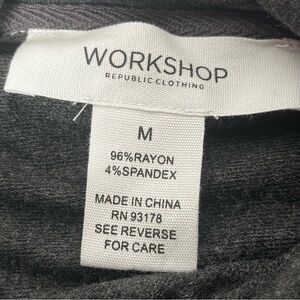 WORKSHOP
REPUBLIC CLOTHING
M
96%RAYON
4%SPANDEX
MADE IN CHINA
RN 93178
SEE REVERSE
FOR CARE